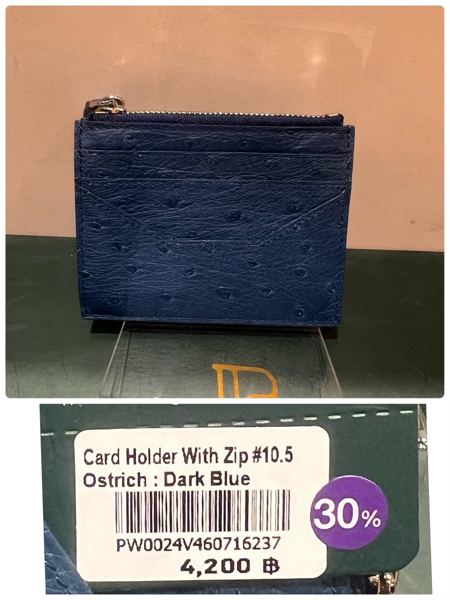 Card Holder With Zip #10.5
Ostrich : Dark Blue
30%
PW0024V460716237
4,200 ฿